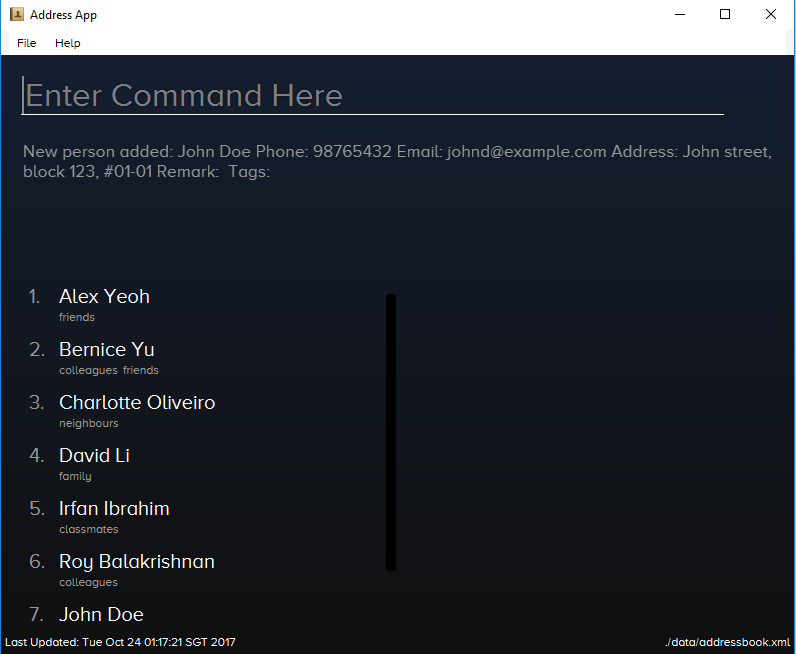 Address App
File Help
Enter Command Here
New person added: John Doe Phone: 98765432 Email: johnd@example.com Address: John street,
block 123, #01-01 Remark:  Tags:
1. Alex Yeoh
friends
2. Bernice Yu
colleagues friends
3. Charlotte Oliveiro
neighbours
4. David Li
family
5. Irfan Ibrahim
classmates
6. Roy Balakrishnan
colleagues
7. John Doe
Last Updated: Tue Oct 24 01:17:21 SGT 2017 ./data/addressbook.xml